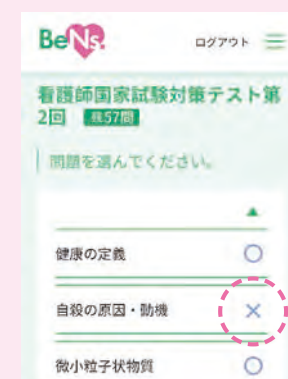 BeNs.
ログアウト
看護師国家試験対策テスト第
2回 残57問
問題を選んでください。
健康の定義 ○
自殺の原因・動機 ×
微小粒子状物質 ○